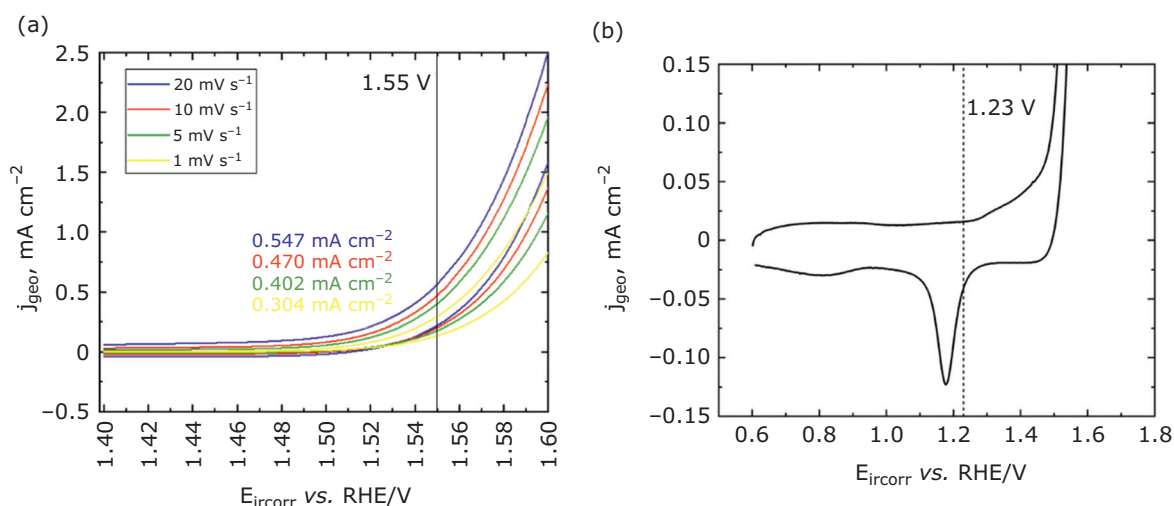 (a)
2.5
2.0
1.5
1.0
0.5
0
−0.5
j_geo, mA cm⁻²
20 mV s⁻¹
10 mV s⁻¹
5 mV s⁻¹
1 mV s⁻¹
1.55 V
0.547 mA cm⁻²
0.470 mA cm⁻²
0.402 mA cm⁻²
0.304 mA cm⁻²
1.40
1.42
1.44
1.46
1.48
1.50
1.52
1.54
1.56
1.58
1.60
E_ircorr vs. RHE/V
(b)
0.15
0.10
0.05
0
−0.05
−0.10
−0.15
j_geo, mA cm⁻²
1.23 V
0.6 0.8 1.0 1.2 1.4 1.6 1.8
E_ircorr vs. RHE/V